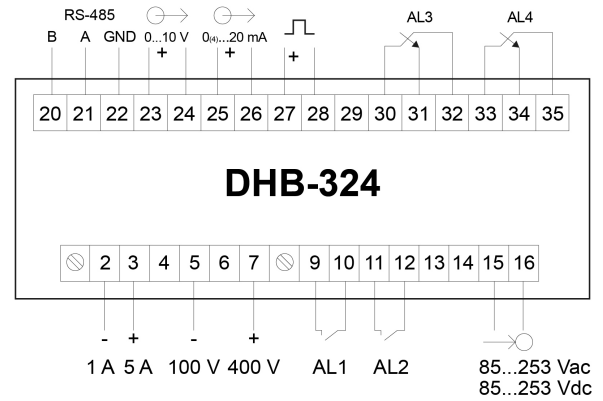 RS-485 AL3 AL4
B A GND 0...10 V 0(4)...20 mA
+ + +
20 21 22 23 24 25 26 27 28 29 30 31 32 33 34 35
DHB-324
2 3 4 5 6 7 9 10 11 12 13 14 15 16
- + - +
1 A 5 A 100 V 400 V AL1 AL2 85...253 Vac
85...253 Vdc